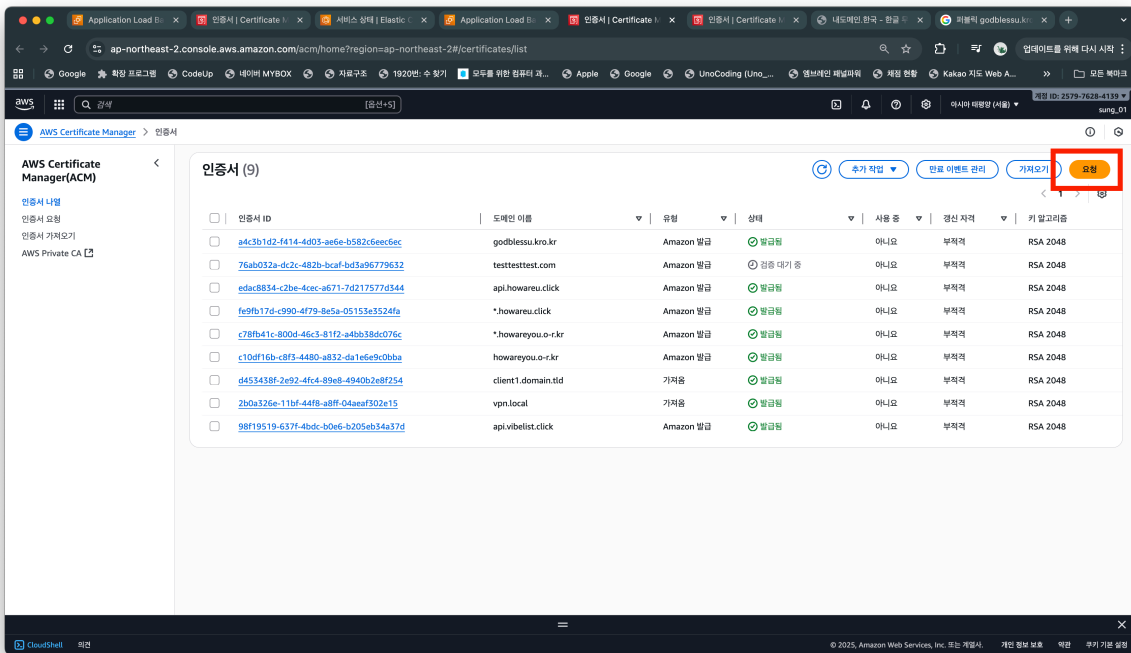 Application Load Ba
인증서 | Certificate M
서비스 상태 | Elastic C
Application Load Ba
인증서 | Certificate M
인증서 | Certificate M
내도메인.한국 - 한글
퍼블릭 godblessu.kr
ap-northeast-2.console.aws.amazon.com/acm/home?region=ap-northeast-2#/certificates/list
업데이트를 위해 다시 시작
Google 확장 프로그램 CodeUp 네이버 MYBOX 자료구조 1920번: 수 찾기 모두를 위한 컴퓨터 과... Apple Google UnoCoding (Uno_... 엠브레인 패널파워 채점 현황 Kakao 지도 Web A... » 모든 북마크
aws 검색 [옵션+S] 아시아 태평양 (서울) ▼ 계정 ID: 2579-7628-4139 ▼
sung_01
AWS Certificate Manager > 인증서
AWS Certificate Manager(ACM)
인증서 나열
인증서 요청
인증서 가져오기
AWS Private CA
인증서 (9)
추가 작업 ▼ 만료 이벤트 관리 가져오기 요청
< 1 >
인증서 ID 도메인 이름 유형 상태 사용 중 갱신 자격 키 알고리즘
a4c3b1d2-f414-4d03-ae6e-b582c6eec6ec godblessu.kro.kr Amazon 발급 발급됨 아니요 부적격 RSA 2048
76ab032a-dc2c-482b-bcaf-bd3a96779632 testtesttest.com Amazon 발급 검증 대기 중 아니요 부적격 RSA 2048
edac8834-c2be-4cec-a671-7d217577d344 api.howareu.click Amazon 발급 발급됨 아니요 부적격 RSA 2048
fe9fb17d-c990-4f79-8e5a-05153e3524fa *.howareu.click Amazon 발급 발급됨 아니요 부적격 RSA 2048
c78fb41c-800d-46c3-81f2-a4bb38dc076c *.howareyou.o-r.kr Amazon 발급 발급됨 아니요 부적격 RSA 2048
c10df16b-c8f3-4480-a832-da1e6e9c0bba howareyou.o-r.kr Amazon 발급 발급됨 아니요 부적격 RSA 2048
d453438f-2e92-4fc4-89e8-4940b2e8f254 client1.domain.tld 가져옴 발급됨 아니요 부적격 RSA 2048
2b0a326e-11bf-44f8-a8ff-04aeaf302e15 vpn.local 가져옴 발급됨 아니요 부적격 RSA 2048
98f19519-637f-4bdc-b0e6-b205eb34a37d api.vibelist.click Amazon 발급 발급됨 아니요 부적격 RSA 2048
CloudShell 의견 © 2025, Amazon Web Services, Inc. 또는 계열사. 개인 정보 보호 약관 쿠키 기본 설정